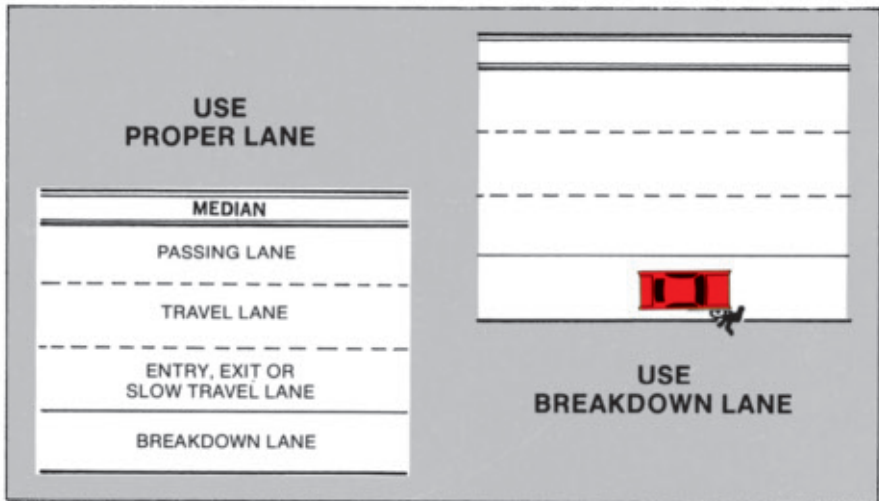 USE
PROPER LANE
MEDIAN
PASSING LANE
TRAVEL LANE
ENTRY, EXIT OR
SLOW TRAVEL LANE
BREAKDOWN LANE
USE
BREAKDOWN LANE